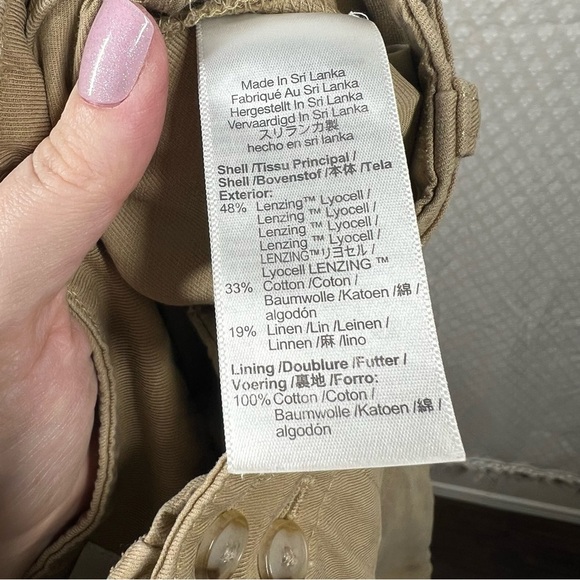 Made In Sri Lanka
Fabriqué Au Sri Lanka
Hergestellt In Sri Lanka
Vervaardigd In Sri Lanka
スリランカ製
hecho en sri lanka
Shell /Tissu Principal /
Shell /Bovenstof /本体 /Tela
Exterior:
48% Lenzing™ Lyocell /
Lenzing ™ Lyocell /
Lenzing ™ Lyocell /
Lenzing ™ Lyocell /
LENZING™リヨセル /
Lyocell LENZING ™
33% Cotton /Coton /
Baumwolle /Katoen /綿 /
algodón
19% Linen /Lin /Leinen /
Linnen /麻 /lino
Lining /Doublure /Futter /
Voering /裏地 /Forro:
100% Cotton /Coton /
Baumwolle /Katoen /綿 /
algodón